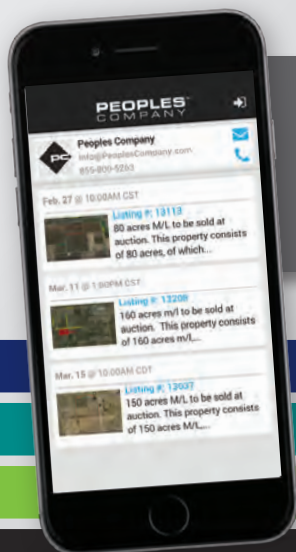 PEOPLES
COMPANY
PC
Peoples Company
info@PeoplesCompany.com
855-800-5263
Feb. 27 @ 10:00AM CST
Listing #: 13113
80 acres M/L to be sold at
auction. This property consists
of 80 acres, of which...
Mar. 11 @ 1:00PM CST
Listing #: 13208
160 acres m/l to be sold at
auction. This property consists
of 160 acres m/l,...
Mar. 15 @ 10:00AM CDT
Listing #: 12037
150 acres M/L to be sold at
auction. This property consists
of 150 acres M/L,...